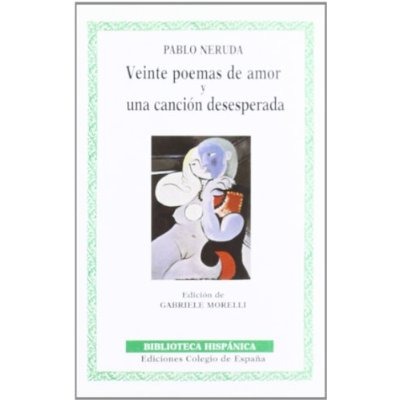 PABLO NERUDA
Veinte poemas de amor
y
una canción desesperada
Edición de
GABRIELE MORELLI
BIBLIOTECA HISPÁNICA
Ediciones Colegio de España